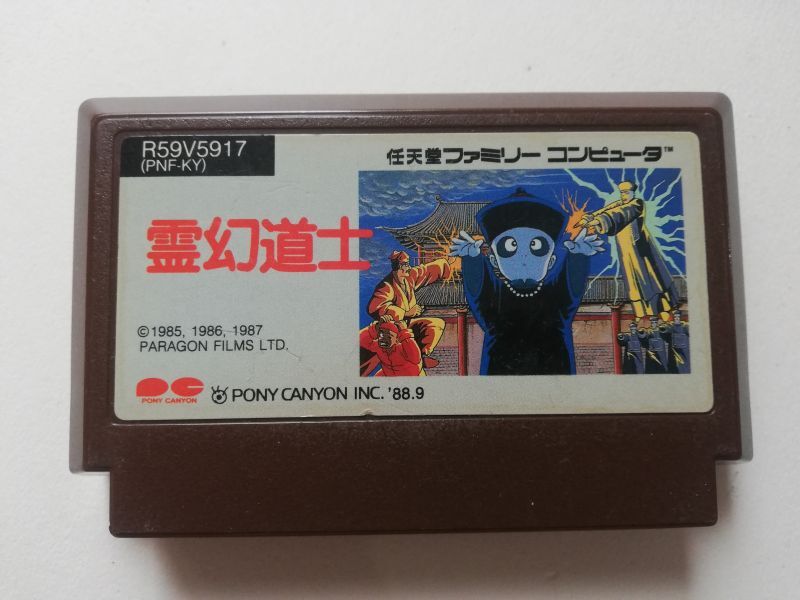 R59V5917
(PNF-KY)
任天堂ファミリー コンピュータ™
霊幻道士
©1985, 1986, 1987
PARAGON FILMS LTD.
PONY CANYON
PONY CANYON INC. '88.9